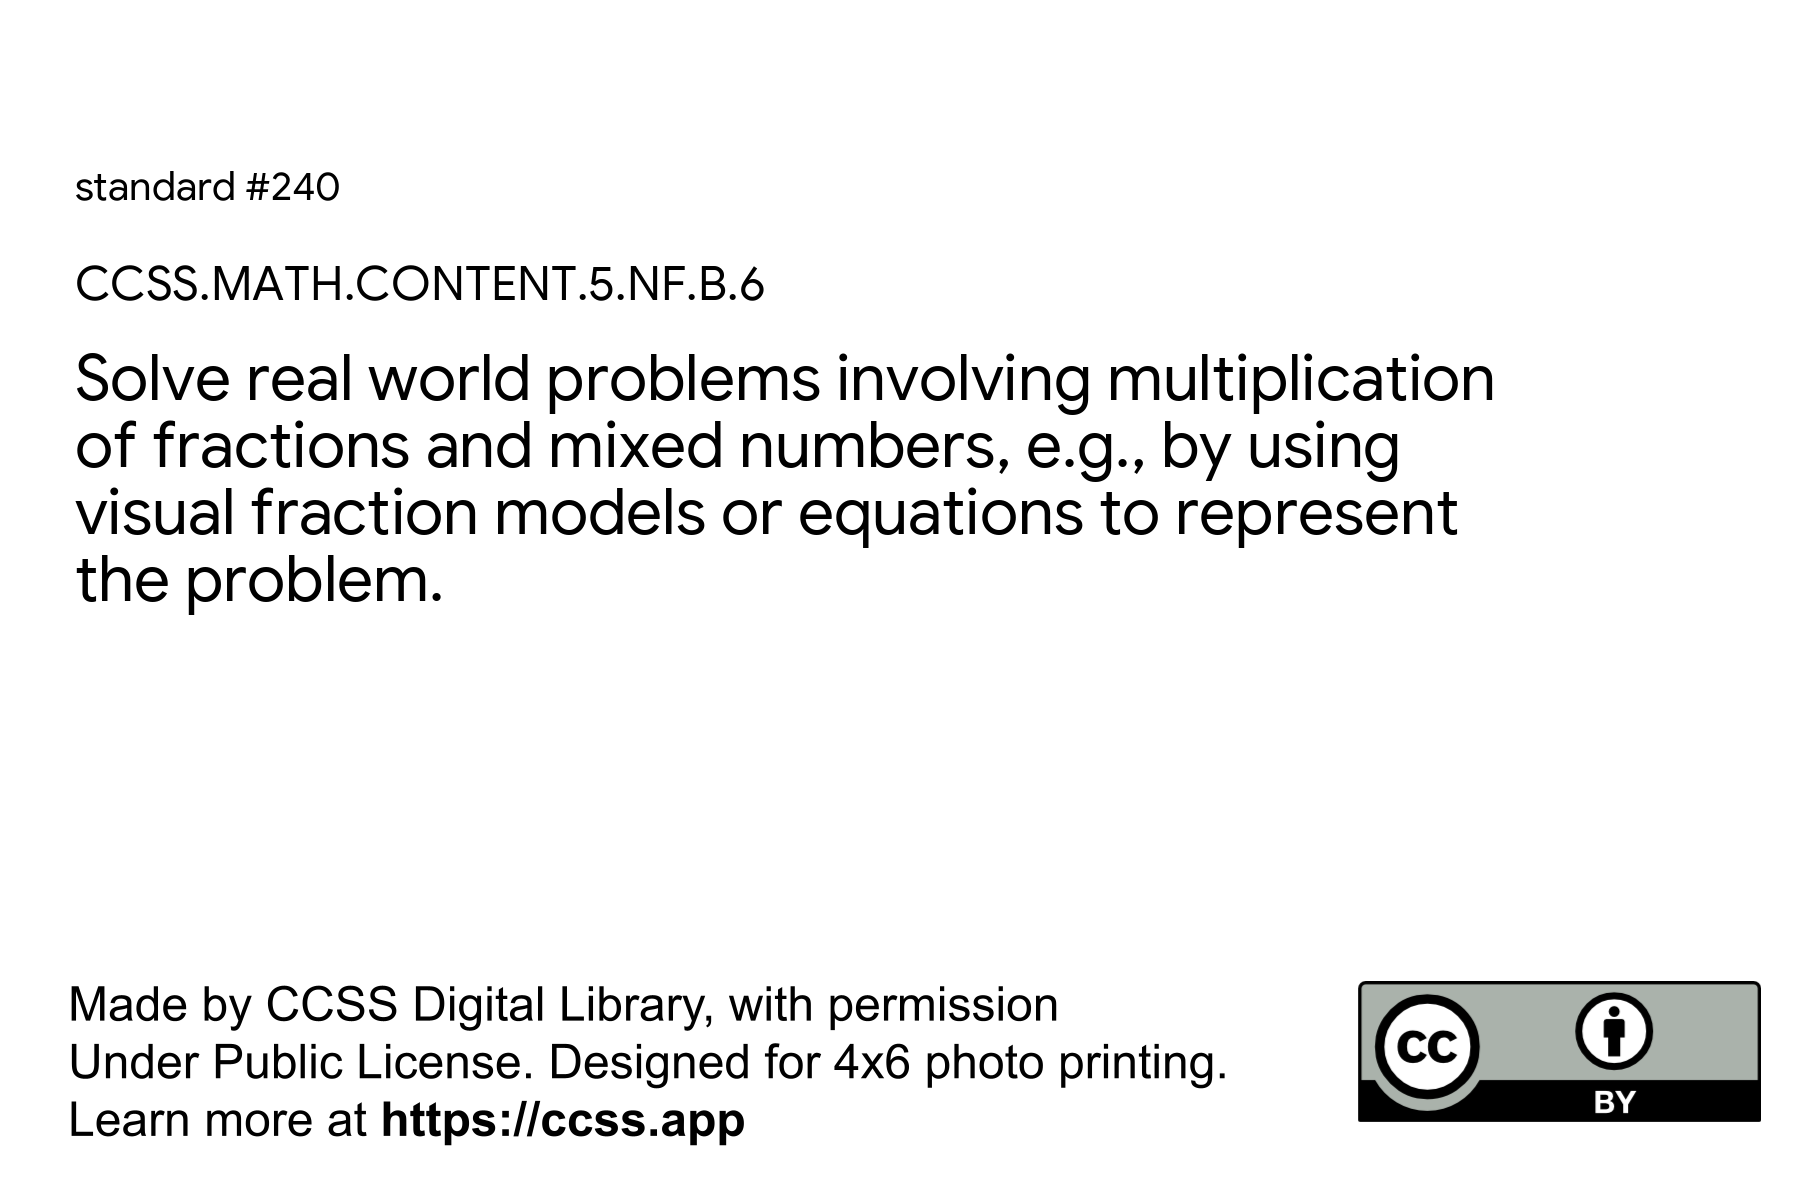 standard #240
CCSS.MATH.CONTENT.5.NF.B.6
Solve real world problems involving multiplication
of fractions and mixed numbers, e.g., by using
visual fraction models or equations to represent
the problem.
Made by CCSS Digital Library, with permission
Under Public License. Designed for 4x6 photo printing.
Learn more at https://ccss.app
cc
BY